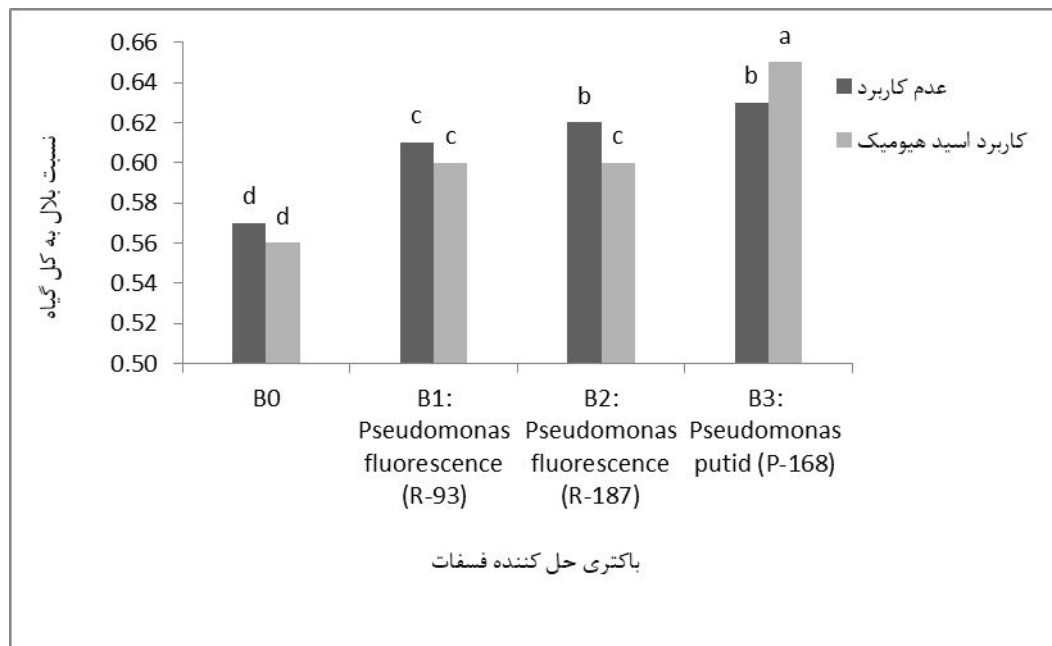 نسبت بلال به کل گیاه
0.66
0.64
0.62
0.60
0.58
0.56
0.54
0.52
0.50
d
d
c
c
b
c
b
a
عدم کاربرد
کاربرد اسید هیومیک
B0
B1:
Pseudomonas
fluorescence
(R-93)
B2:
Pseudomonas
fluorescence
(R-187)
B3:
Pseudomonas
putid (P-168)
باکتری حل کننده فسفات